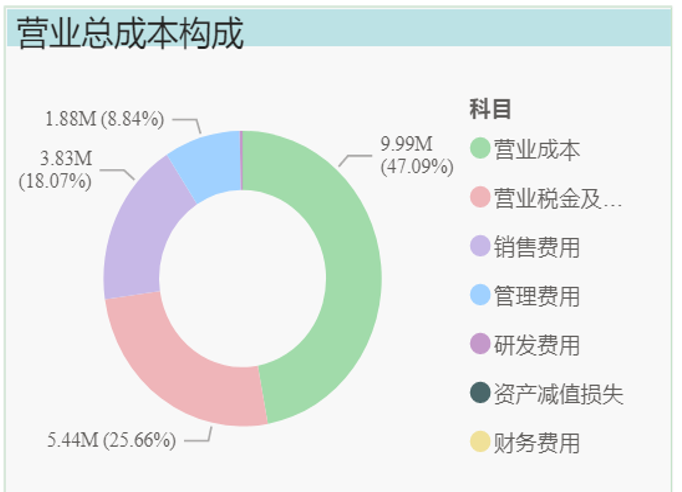 营业总成本构成
1.88M (8.84%)
3.83M
(18.07%)
9.99M
(47.09%)
5.44M (25.66%)
科目
营业成本
营业税金及...
销售费用
管理费用
研发费用
资产减值损失
财务费用